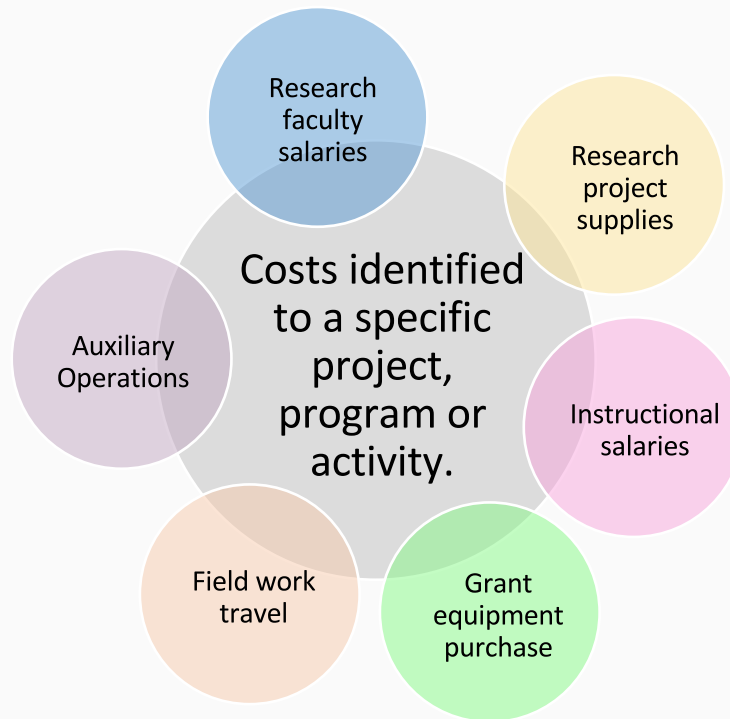 Research
faculty
salaries
Research
project
supplies
Costs identified
to a specific
project,
program or
activity.
Auxiliary
Operations
Instructional
salaries
Field work
travel
Grant
equipment
purchase